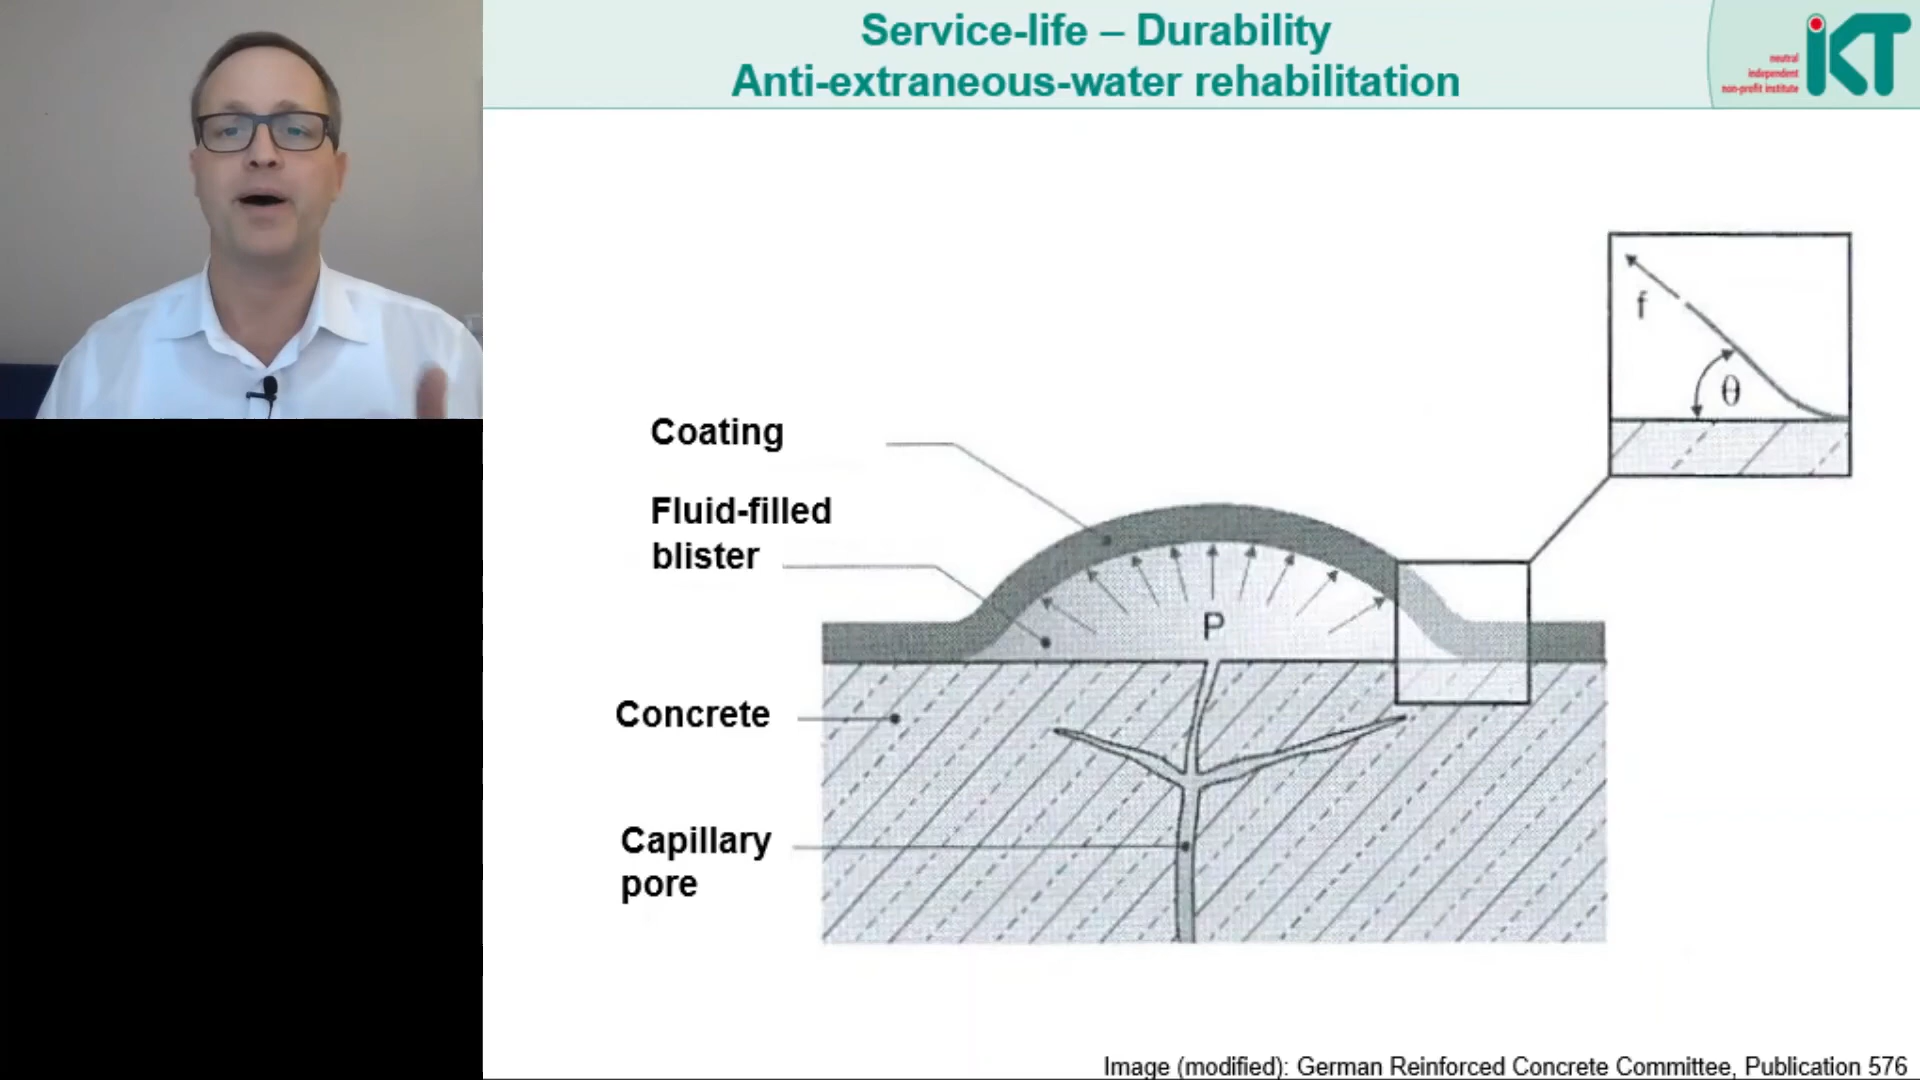 Service-life – Durability
Anti-extraneous-water rehabilitation
neutral
independent
non-profit institute
iKT
f
θ
Coating
Fluid-filled
blister
P
Concrete
Capillary
pore
Image (modified): German Reinforced Concrete Committee, Publication 576